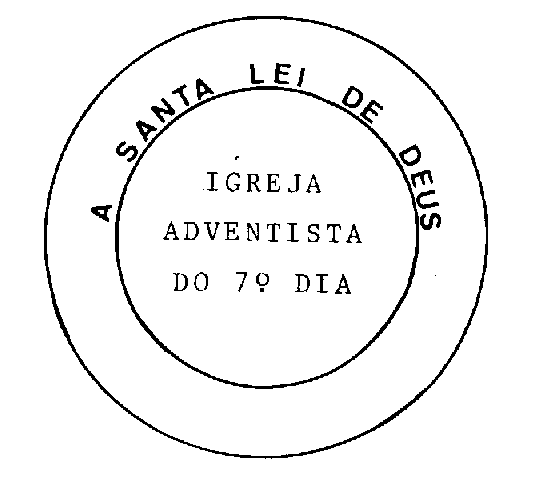 A SANTA LEI DE DEUS
IGREJA
ADVENTISTA
DO 7º DIA